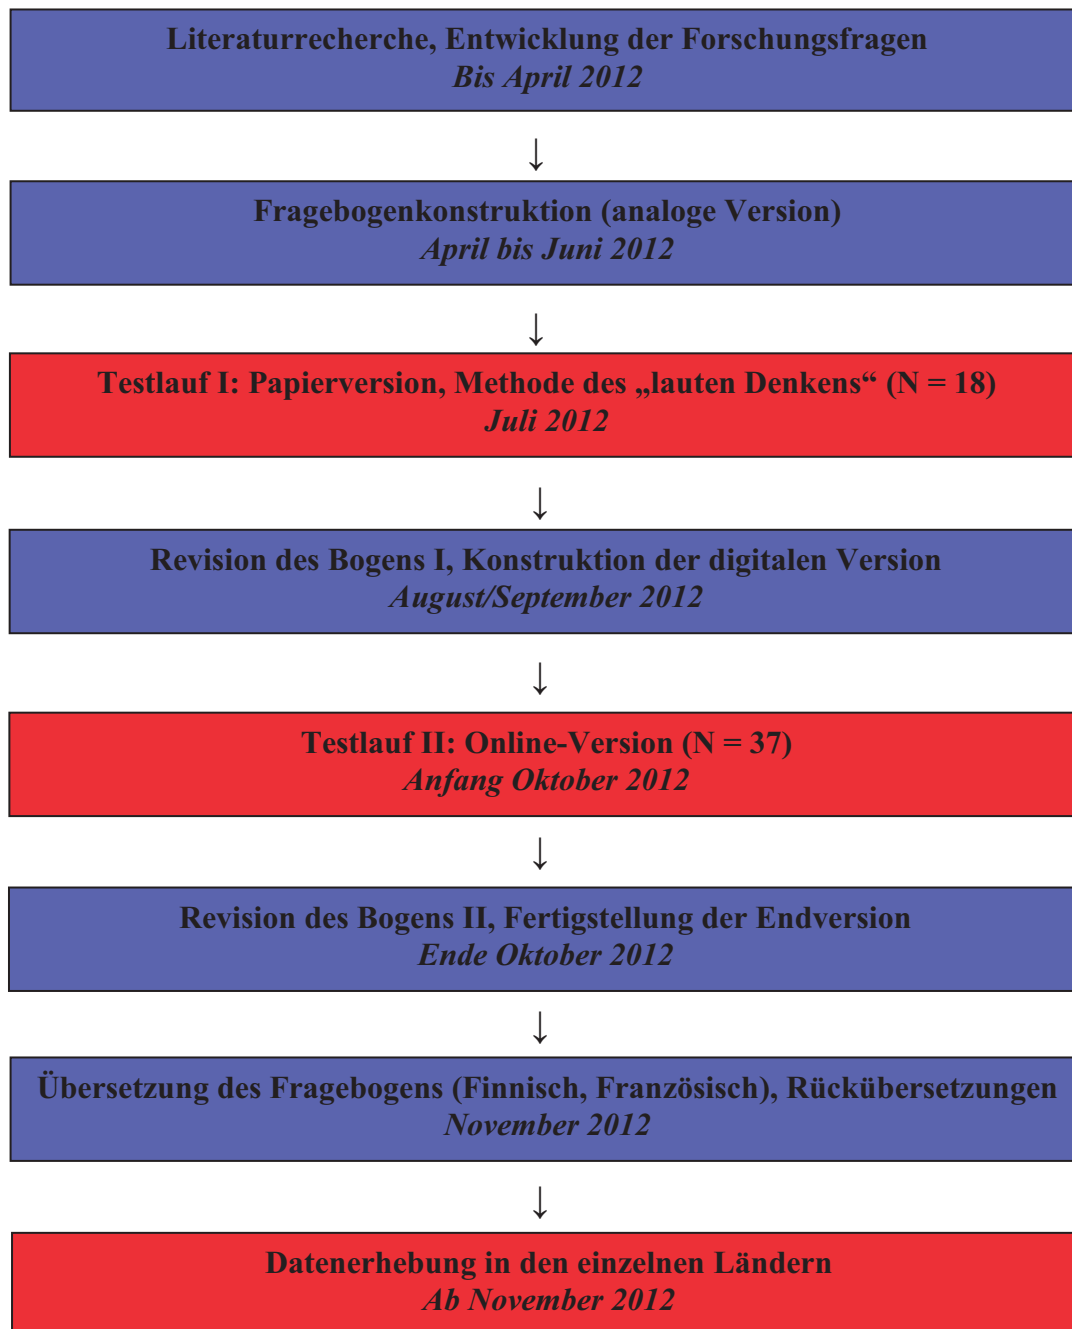 Literaturrecherche, Entwicklung der Forschungsfragen
Bis April 2012
↓
Fragebogenkonstruktion (analoge Version)
April bis Juni 2012
↓
Testlauf I: Papierversion, Methode des „lauten Denkens“ (N = 18)
Juli 2012
↓
Revision des Bogens I, Konstruktion der digitalen Version
August/September 2012
↓
Testlauf II: Online-Version (N = 37)
Anfang Oktober 2012
↓
Revision des Bogens II, Fertigstellung der Endversion
Ende Oktober 2012
↓
Übersetzung des Fragebogens (Finnisch, Französisch), Rückübersetzungen
November 2012
↓
Datenerhebung in den einzelnen Ländern
Ab November 2012